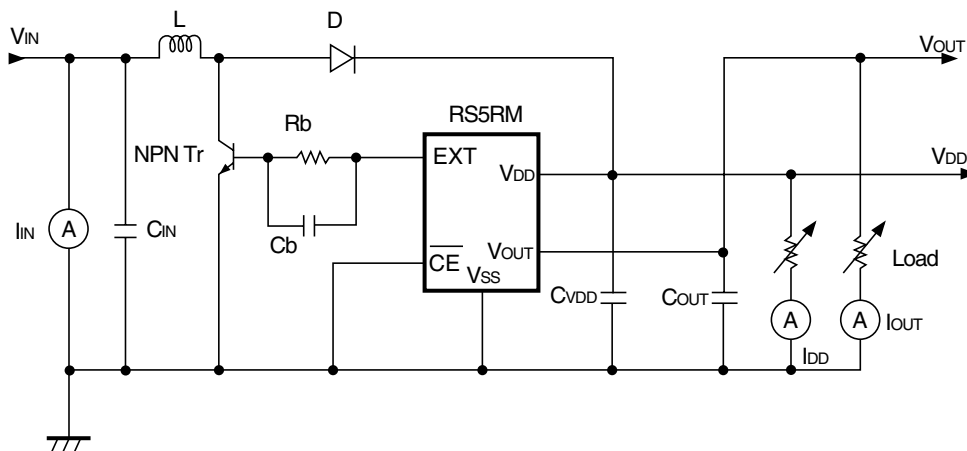 VIN
L
D
VOUT
RS5RM
NPN Tr
Rb
EXT
VDD
VDD
IIN
A
CIN
Cb
CE
VOUT
VSS
CVDD
COUT
Load
A
A
IOUT
IDD